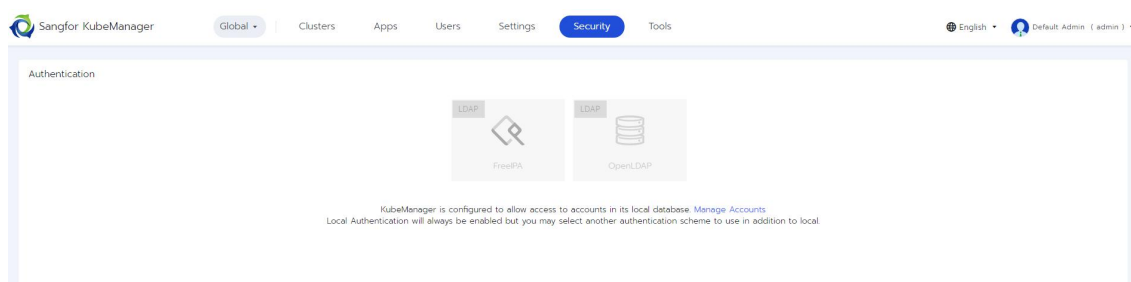 Sangfor KubeManager
Global
Clusters
Apps
Users
Settings
Security
Tools
English
Default Admin ( admin )
Authentication
LDAP
FreeIPA
LDAP
OpenLDAP
KubeManager is configured to allow access to accounts in its local database. Manage Accounts
Local Authentication will always be enabled but you may select another authentication scheme to use in addition to local.